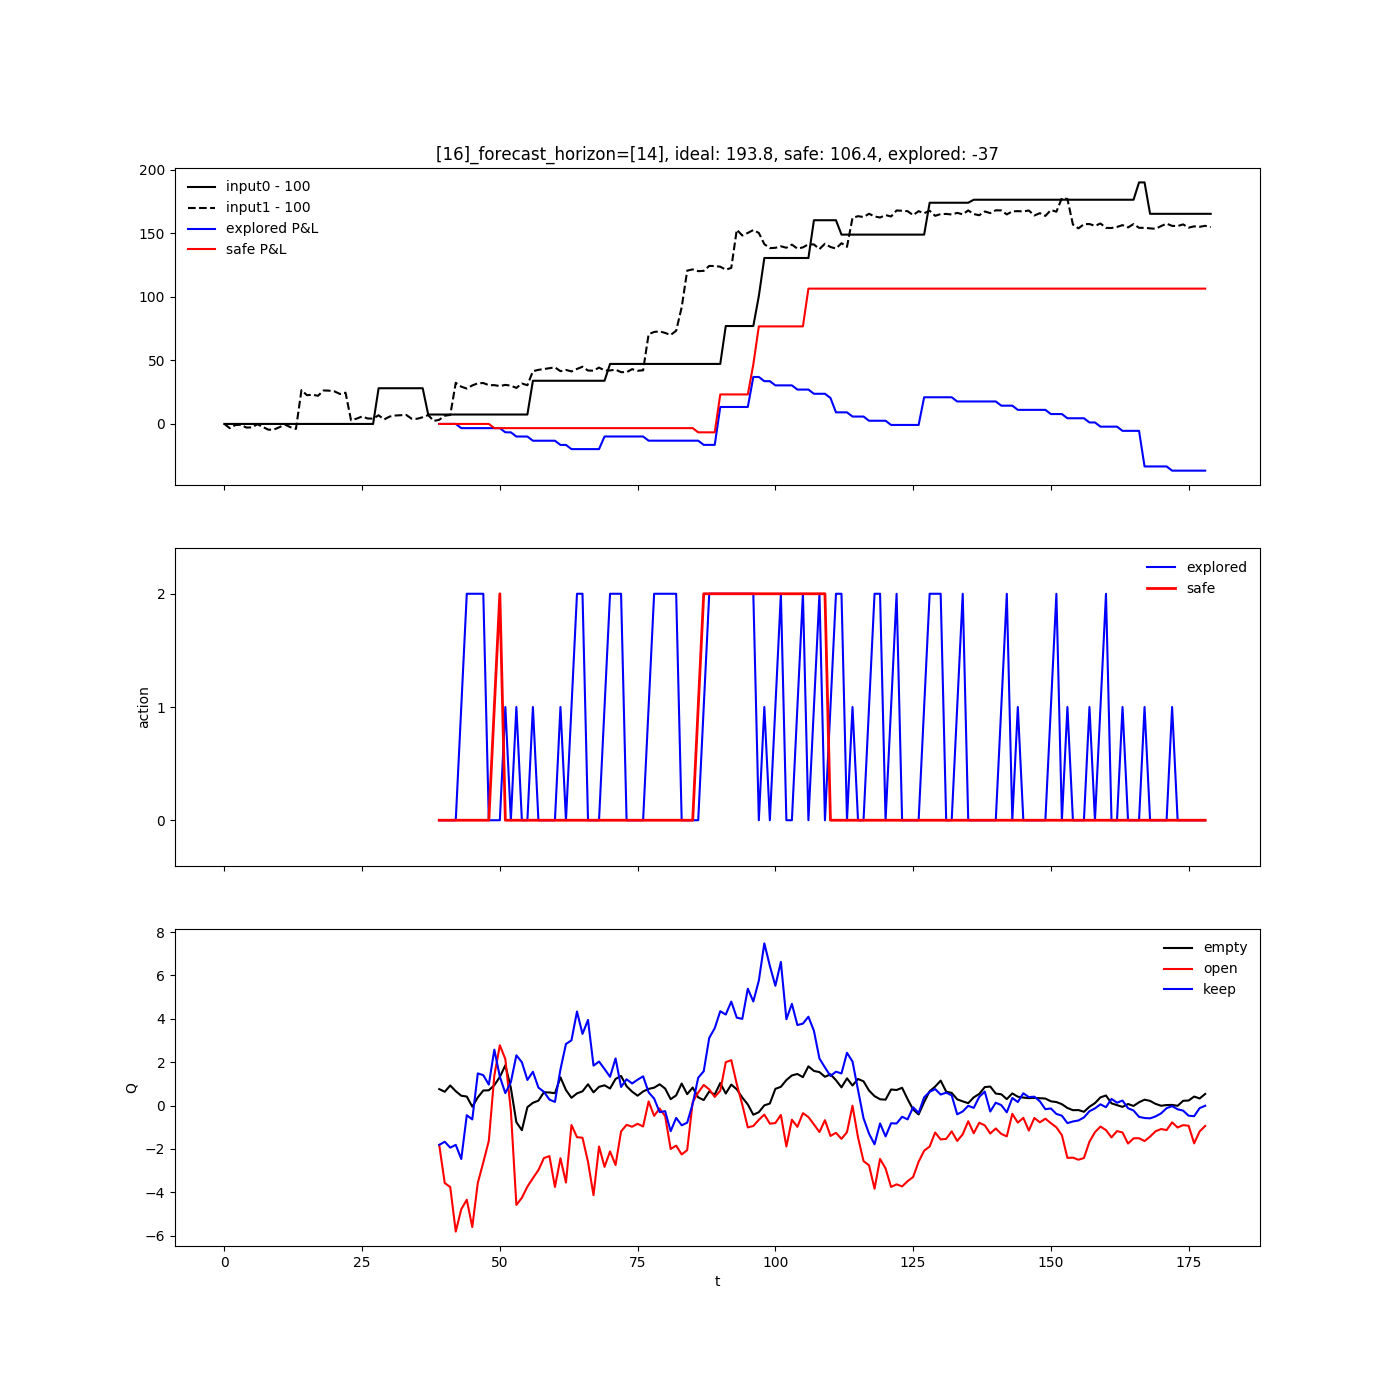 [16]_forecast_horizon=[14], ideal: 193.8, safe: 106.4, explored: -37
200
150
100
50
0
input0 - 100
input1 - 100
explored P&L
safe P&L
2
1
0
action
explored
safe
8
6
4
2
0
−2
−4
−6
Q
empty
open
keep
0
25
50
75
100
125
150
175
t